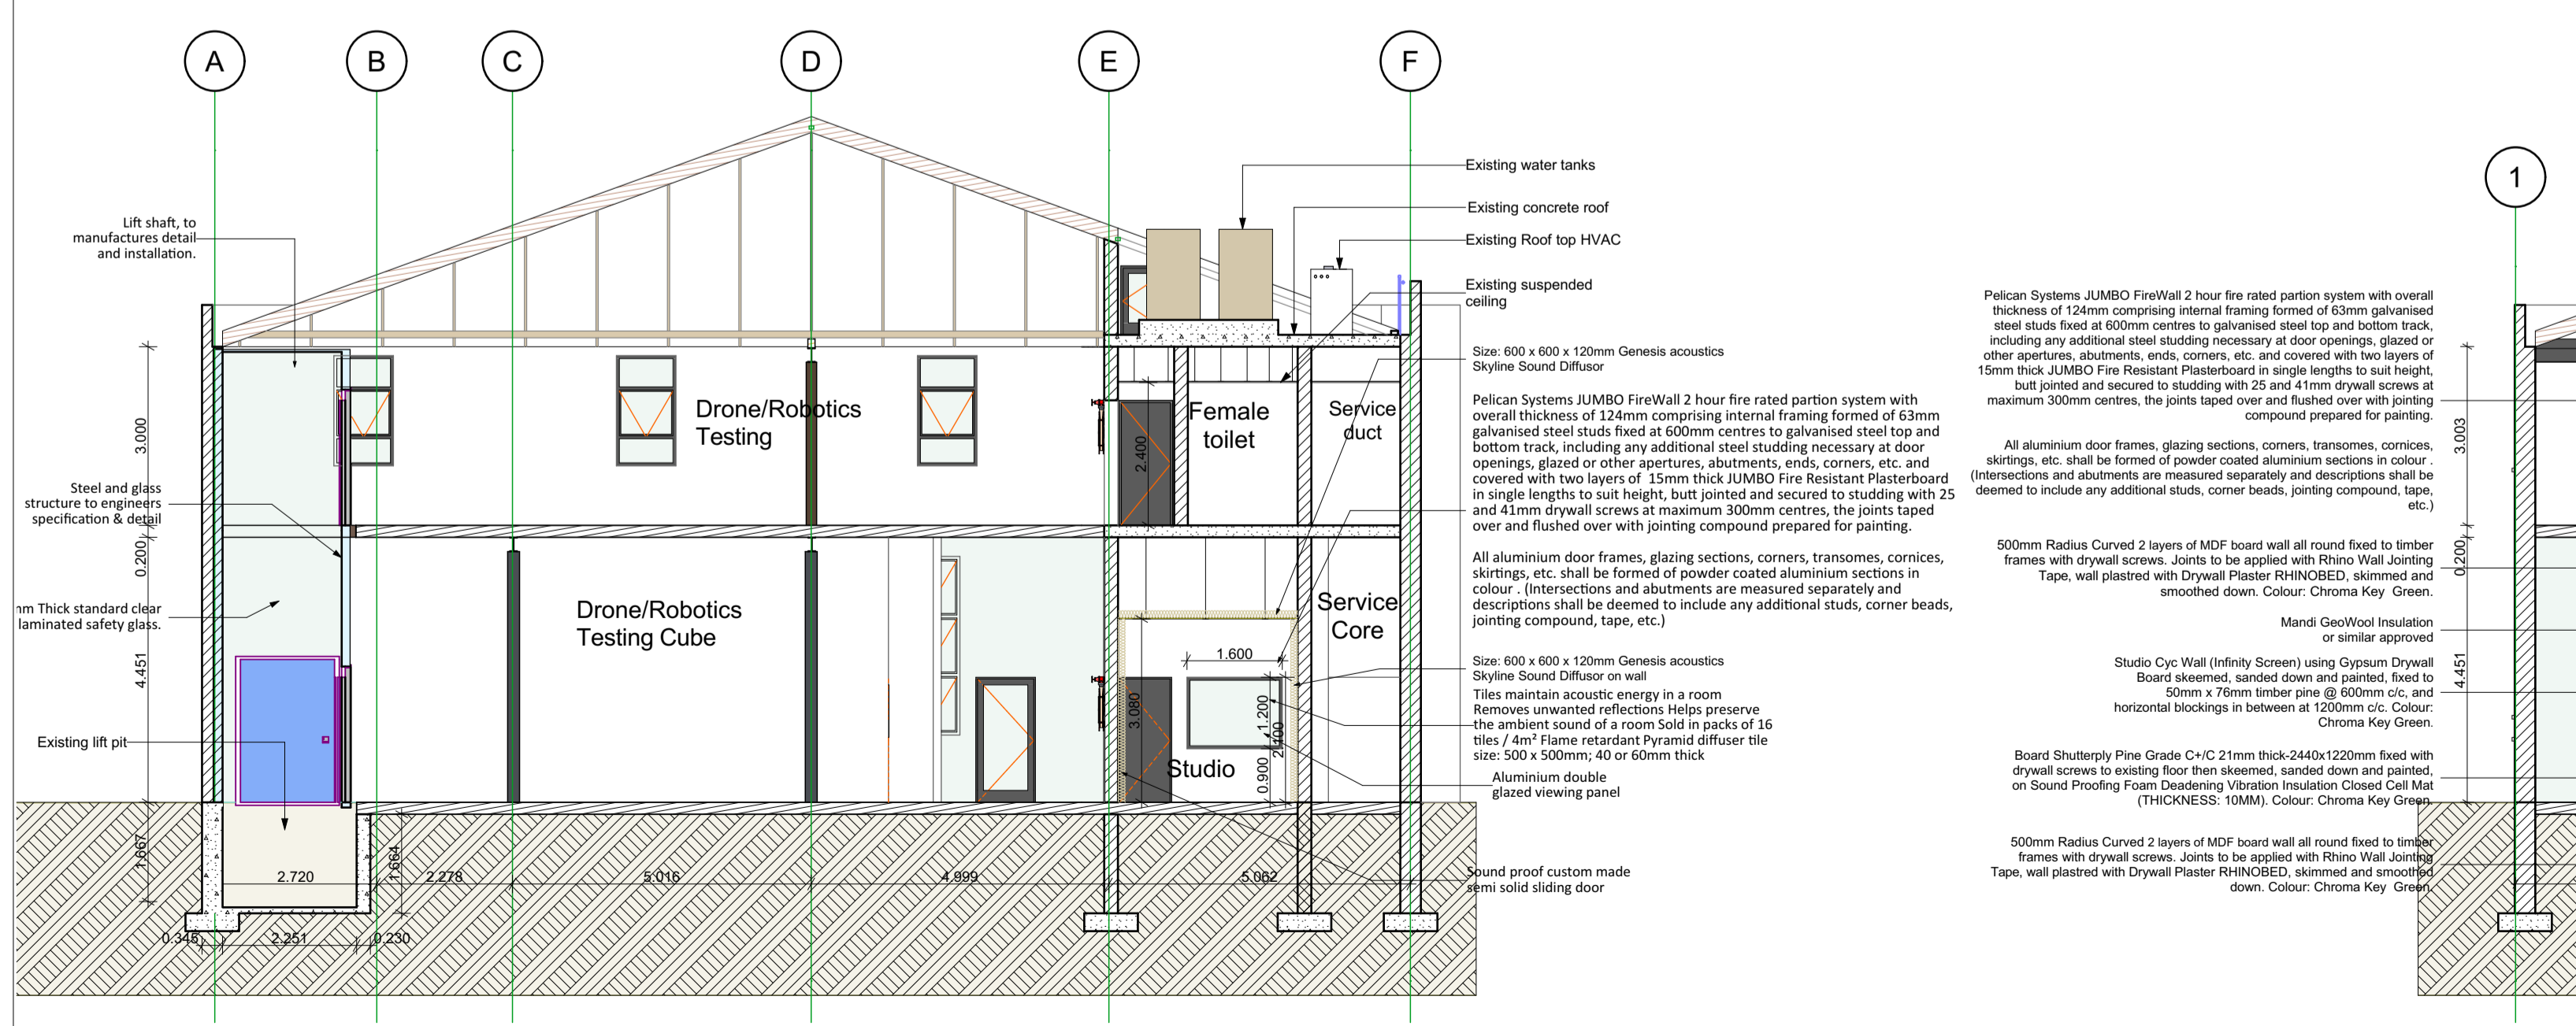 A
B
C
D
E
F
1
Lift shaft, to
manufactures detail
and installation.
Steel and glass
structure to engineers
specification & detail
Thick standard clear
laminated safety glass.
Existing lift pit
3.000
0.200
4.451
1.667
1.664
2.720
2.278
5.016
4.999
5.062
0.345
2.251
0.230
Drone/Robotics
Testing
Drone/Robotics
Testing Cube
Female
toilet
Service
duct
Service
Core
Studio
2.400
3.080
1.600
1.200
2.100
0.900
Existing water tanks
Existing concrete roof
Existing Roof top HVAC
Existing suspended
ceiling
Size: 600 x 600 x 120mm Genesis acoustics
Skyline Sound Diffusor
Pelican Systems JUMBO FireWall 2 hour fire rated partion system with
overall thickness of 124mm comprising internal framing formed of 63mm
galvanised steel studs fixed at 600mm centres to galvanised steel top and
bottom track, including any additional steel studding necessary at door
openings, glazed or other apertures, abutments, ends, corners, etc. and
covered with two layers of 15mm thick JUMBO Fire Resistant Plasterboard
in single lengths to suit height, butt jointed and secured to studding with 25
and 41mm drywall screws at maximum 300mm centres, the joints taped
over and flushed over with jointing compound prepared for painting.
All aluminium door frames, glazing sections, corners, transomes, cornices,
skirtings, etc. shall be formed of powder coated aluminium sections in
colour . (Intersections and abutments are measured separately and
descriptions shall be deemed to include any additional studs, corner beads,
jointing compound, tape, etc.)
Size: 600 x 600 x 120mm Genesis acoustics
Skyline Sound Diffusor on wall
Tiles maintain acoustic energy in a room
Removes unwanted reflections Helps preserve
the ambient sound of a room Sold in packs of 16
tiles / 4m² Flame retardant Pyramid diffuser tile
size: 500 x 500mm; 40 or 60mm thick
Aluminium double
glazed viewing panel
Sound proof custom made
semi solid sliding door
Pelican Systems JUMBO FireWall 2 hour fire rated partion system with overall
thickness of 124mm comprising internal framing formed of 63mm galvanised
steel studs fixed at 600mm centres to galvanised steel top and bottom track,
including any additional steel studding necessary at door openings, glazed or
other apertures, abutments, ends, corners, etc. and covered with two layers of
15mm thick JUMBO Fire Resistant Plasterboard in single lengths to suit height,
butt jointed and secured to studding with 25 and 41mm drywall screws at
maximum 300mm centres, the joints taped over and flushed over with jointing
compound prepared for painting.
All aluminium door frames, glazing sections, corners, transomes, cornices,
skirtings, etc. shall be formed of powder coated aluminium sections in colour .
(Intersections and abutments are measured separately and descriptions shall be
deemed to include any additional studs, corner beads, jointing compound, tape,
etc.)
500mm Radius Curved 2 layers of MDF board wall all round fixed to timber
frames with drywall screws. Joints to be applied with Rhino Wall Jointing
Tape, wall plastred with Drywall Plaster RHINOBED, skimmed and
smoothed down. Colour: Chroma Key Green.
Mandi GeoWool Insulation
or similar approved
Studio Cyc Wall (Infinity Screen) using Gypsum Drywall
Board skeemed, sanded down and painted, fixed to
50mm x 76mm timber pine @ 600mm c/c, and
horizontal blockings in between at 1200mm c/c. Colour:
Chroma Key Green.
Board Shutterply Pine Grade C+/C 21mm thick-2440x1220mm fixed with
drywall screws to existing floor then skeemed, sanded down and painted,
on Sound Proofing Foam Deadening Vibration Insulation Closed Cell Mat
(THICKNESS: 10MM). Colour: Chroma Key Green.
500mm Radius Curved 2 layers of MDF board wall all round fixed to timber
frames with drywall screws. Joints to be applied with Rhino Wall Jointing
Tape, wall plastred with Drywall Plaster RHINOBED, skimmed and smoothed
down. Colour: Chroma Key Green.
3.003
0.200
4.451